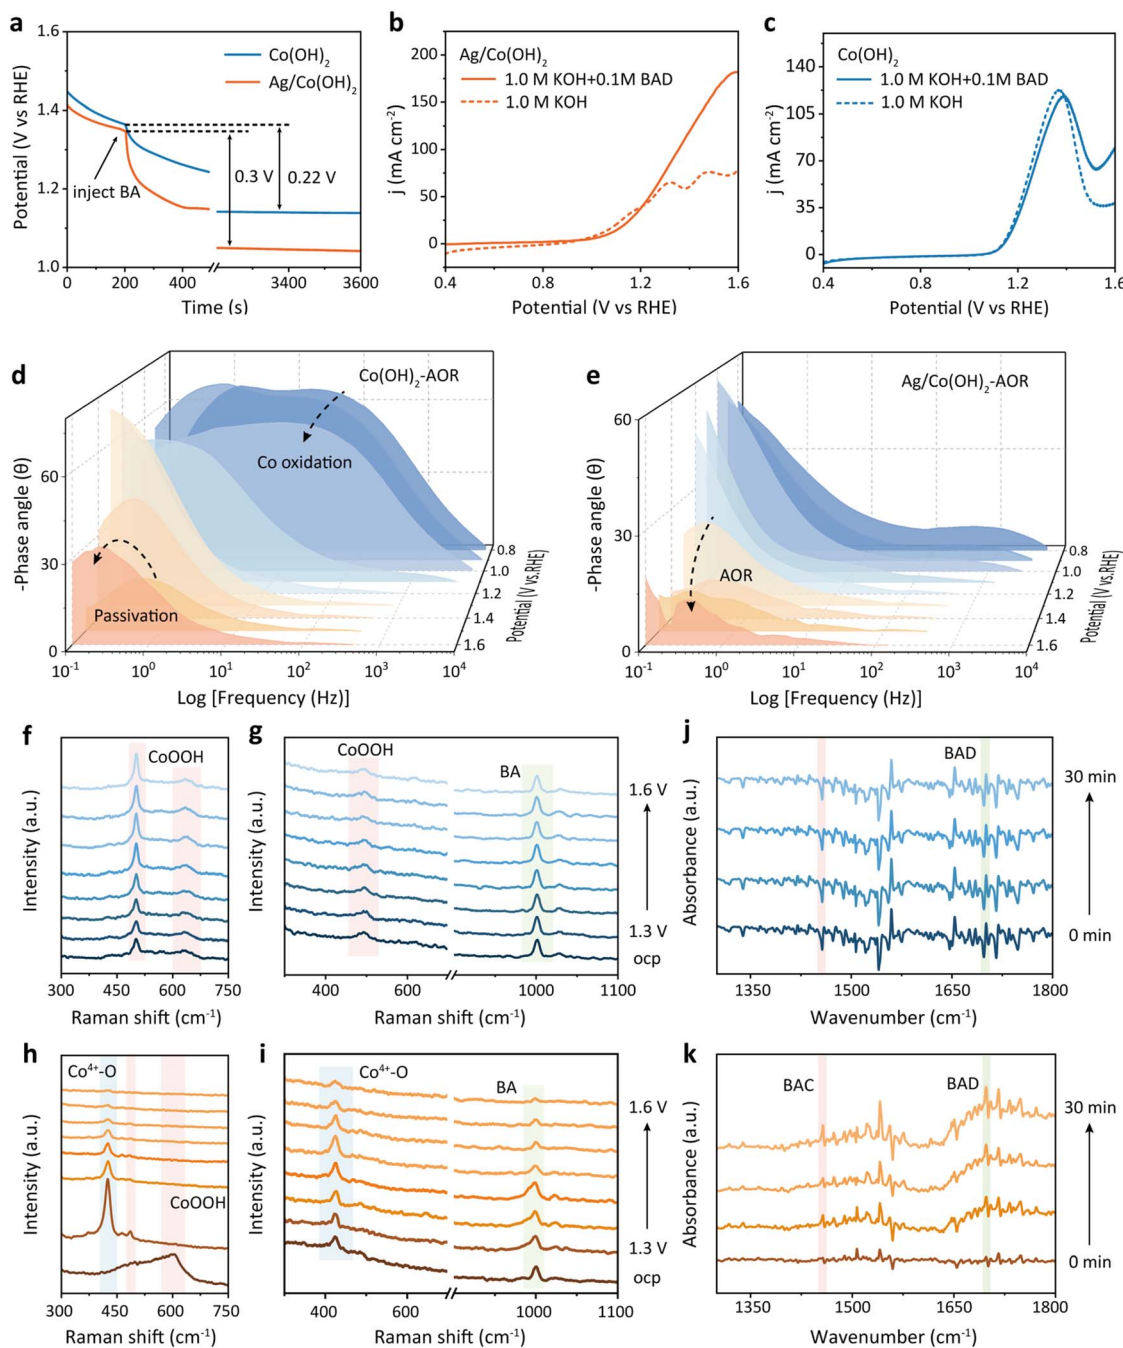 a
Potential (V vs RHE)
1.6
1.4
1.2
1.0
Co(OH)₂
Ag/Co(OH)₂
inject BA
0.3 V
0.22 V
0 200 400 3400 3600
Time (s)
b
j (mA cm⁻²)
225
175
150
125
100
75
50
25
0
Ag/Co(OH)₂
1.0 M KOH+0.1M BAD
1.0 M KOH
0.4 0.8 1.2 1.6
Potential (V vs RHE)
c
j (mA cm⁻²)
140
105
70
35
0
Co(OH)₂
1.0 M KOH+0.1M BAD
1.0 M KOH
0.4 0.8 1.2 1.6
Potential (V vs RHE)
d
-Phase angle (θ)
60
30
0
Co(OH)₂-AOR
Co oxidation
Passivation
0.8
1.0
1.2
1.4
1.6
Potential (V vs.RHE)
10⁻¹ 10⁰ 10¹ 10² 10³ 10⁴
Log [Frequency (Hz)]
e
-Phase angle (θ)
60
30
0
Ag/Co(OH)₂-AOR
AOR
0.8
1.0
1.2
1.4
1.6
Potential (V vs.RHE)
10⁻¹ 10⁰ 10¹ 10² 10³ 10⁴
Log [Frequency (Hz)]
f
Intensity (a.u.)
CoOOH
300 450 600 750
Raman shift (cm⁻¹)
g
Intensity (a.u.)
CoOOH
BA
1.6 V
1.3 V
ocp
400 600 1000 1100
Raman shift (cm⁻¹)
j
Absorbance (a.u.)
BAD
30 min
0 min
1350 1500 1650 1800
Wavenumber (cm⁻¹)
h
Intensity (a.u.)
Co⁴⁺-O
CoOOH
300 450 600 750
Raman shift (cm⁻¹)
i
Intensity (a.u.)
Co⁴⁺-O
BA
1.6 V
1.3 V
ocp
400 600 1000 1100
Raman shift (cm⁻¹)
k
Absorbance (a.u.)
BAC
BAD
30 min
0 min
1350 1500 1650 1800
Wavenumber (cm⁻¹)